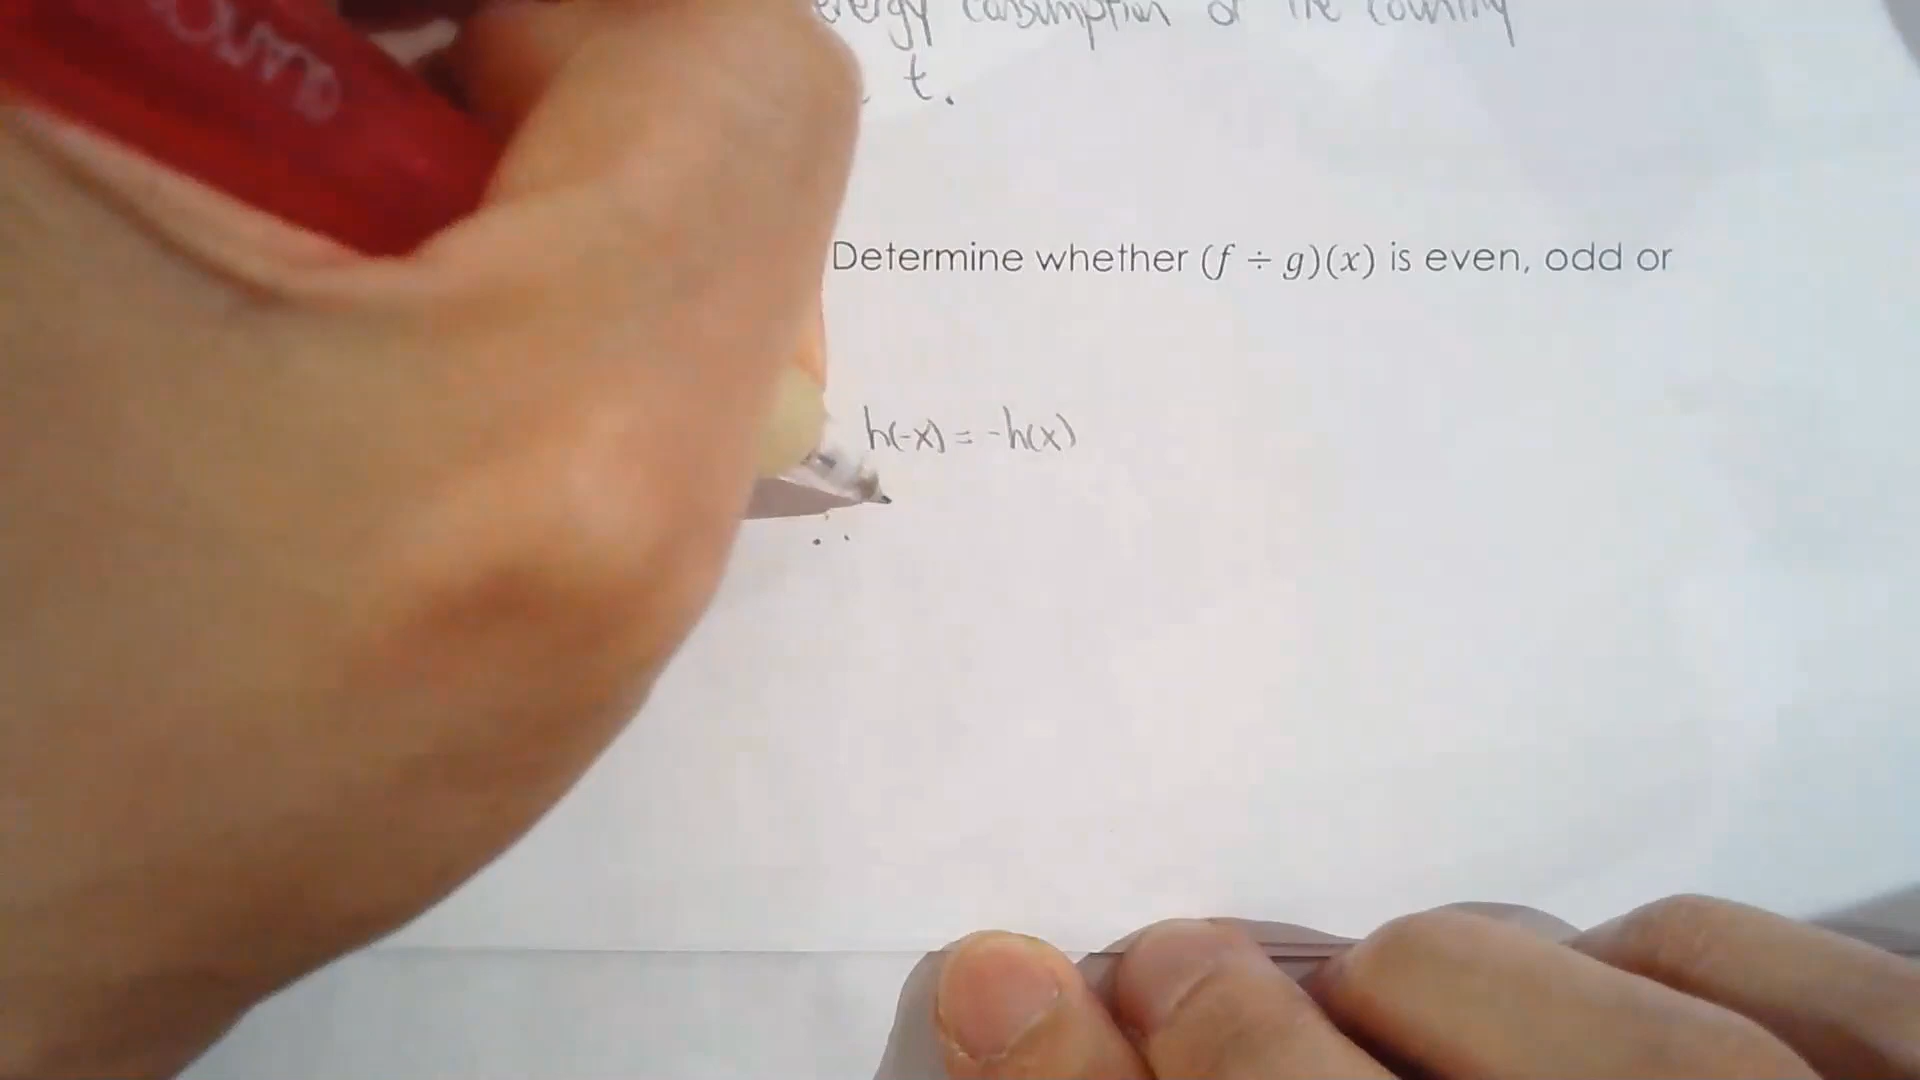 energy consumption of the country
t.
Determine whether (f ÷ g)(x) is even, odd or
h(-x) = -h(x)
∴